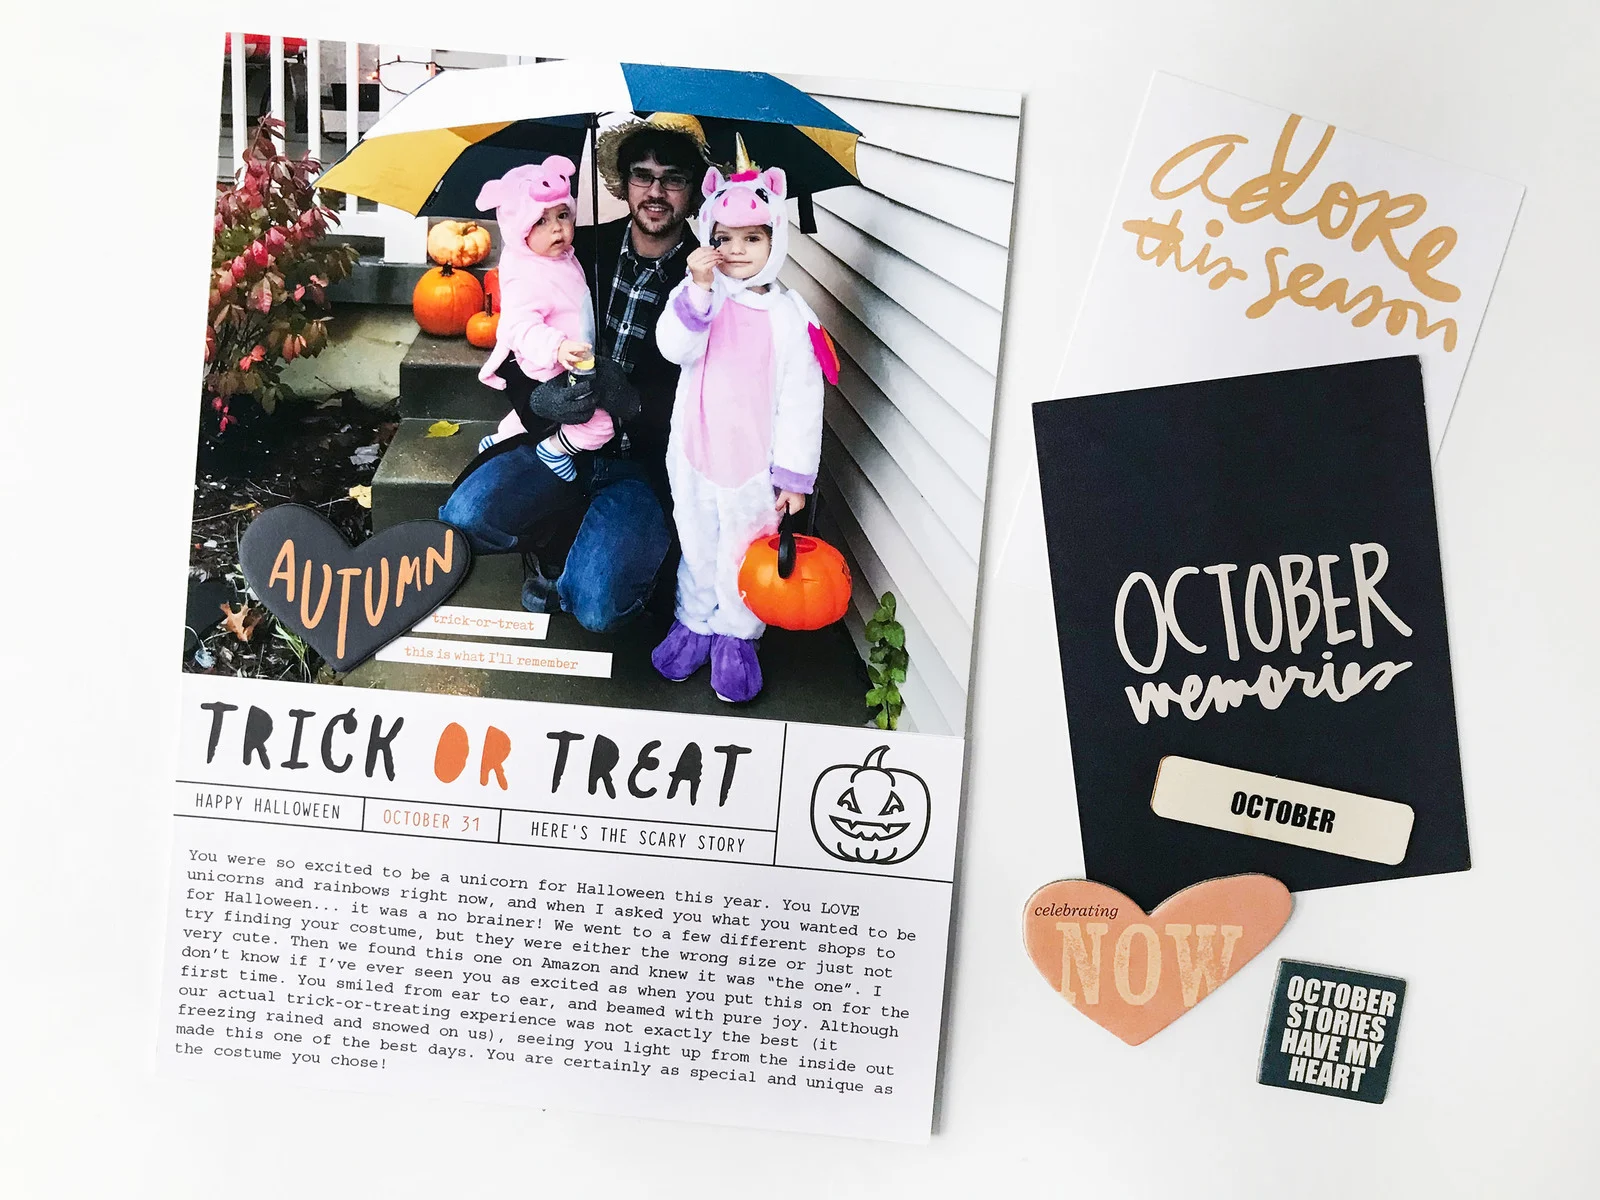 AUTUMN
trick-or-treat
this is what I'll remember
TRICK OR TREAT
HAPPY HALLOWEEN
OCTOBER 31
HERE'S THE SCARY STORY
You were so excited to be a unicorn for Halloween this year. You LOVE
unicorns and rainbows right now, and when I asked you what you wanted to be
for Halloween... it was a no brainer! We went to a few different shops to
try finding your costume, but they were either the wrong size or just not
very cute. Then we found this one on Amazon and knew it was "the one". I
don't know if I've ever seen you as excited as when you put this on for the
first time. You smiled from ear to ear, and beamed with pure joy. Although
our actual trick-or-treating experience was not exactly the best (it
freezing rained and snowed on us), seeing you light up from the inside out
made this one of the best days. You are certainly as special and unique as
the costume you chose!
adore
this season
OCTOBER
memories
OCTOBER
celebrating
NOW
OCTOBER
STORIES
HAVE MY
HEART